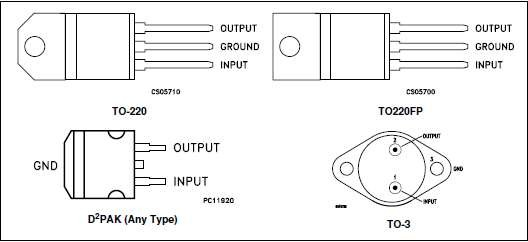 OUTPUT
GROUND
INPUT
CS05710
TO-220
OUTPUT
GROUND
INPUT
CS05700
TO220FP
GND
OUTPUT
INPUT
PC11920
D²PAK (Any Type)
2
OUTPUT
3
GND
1
INPUT
TO-3